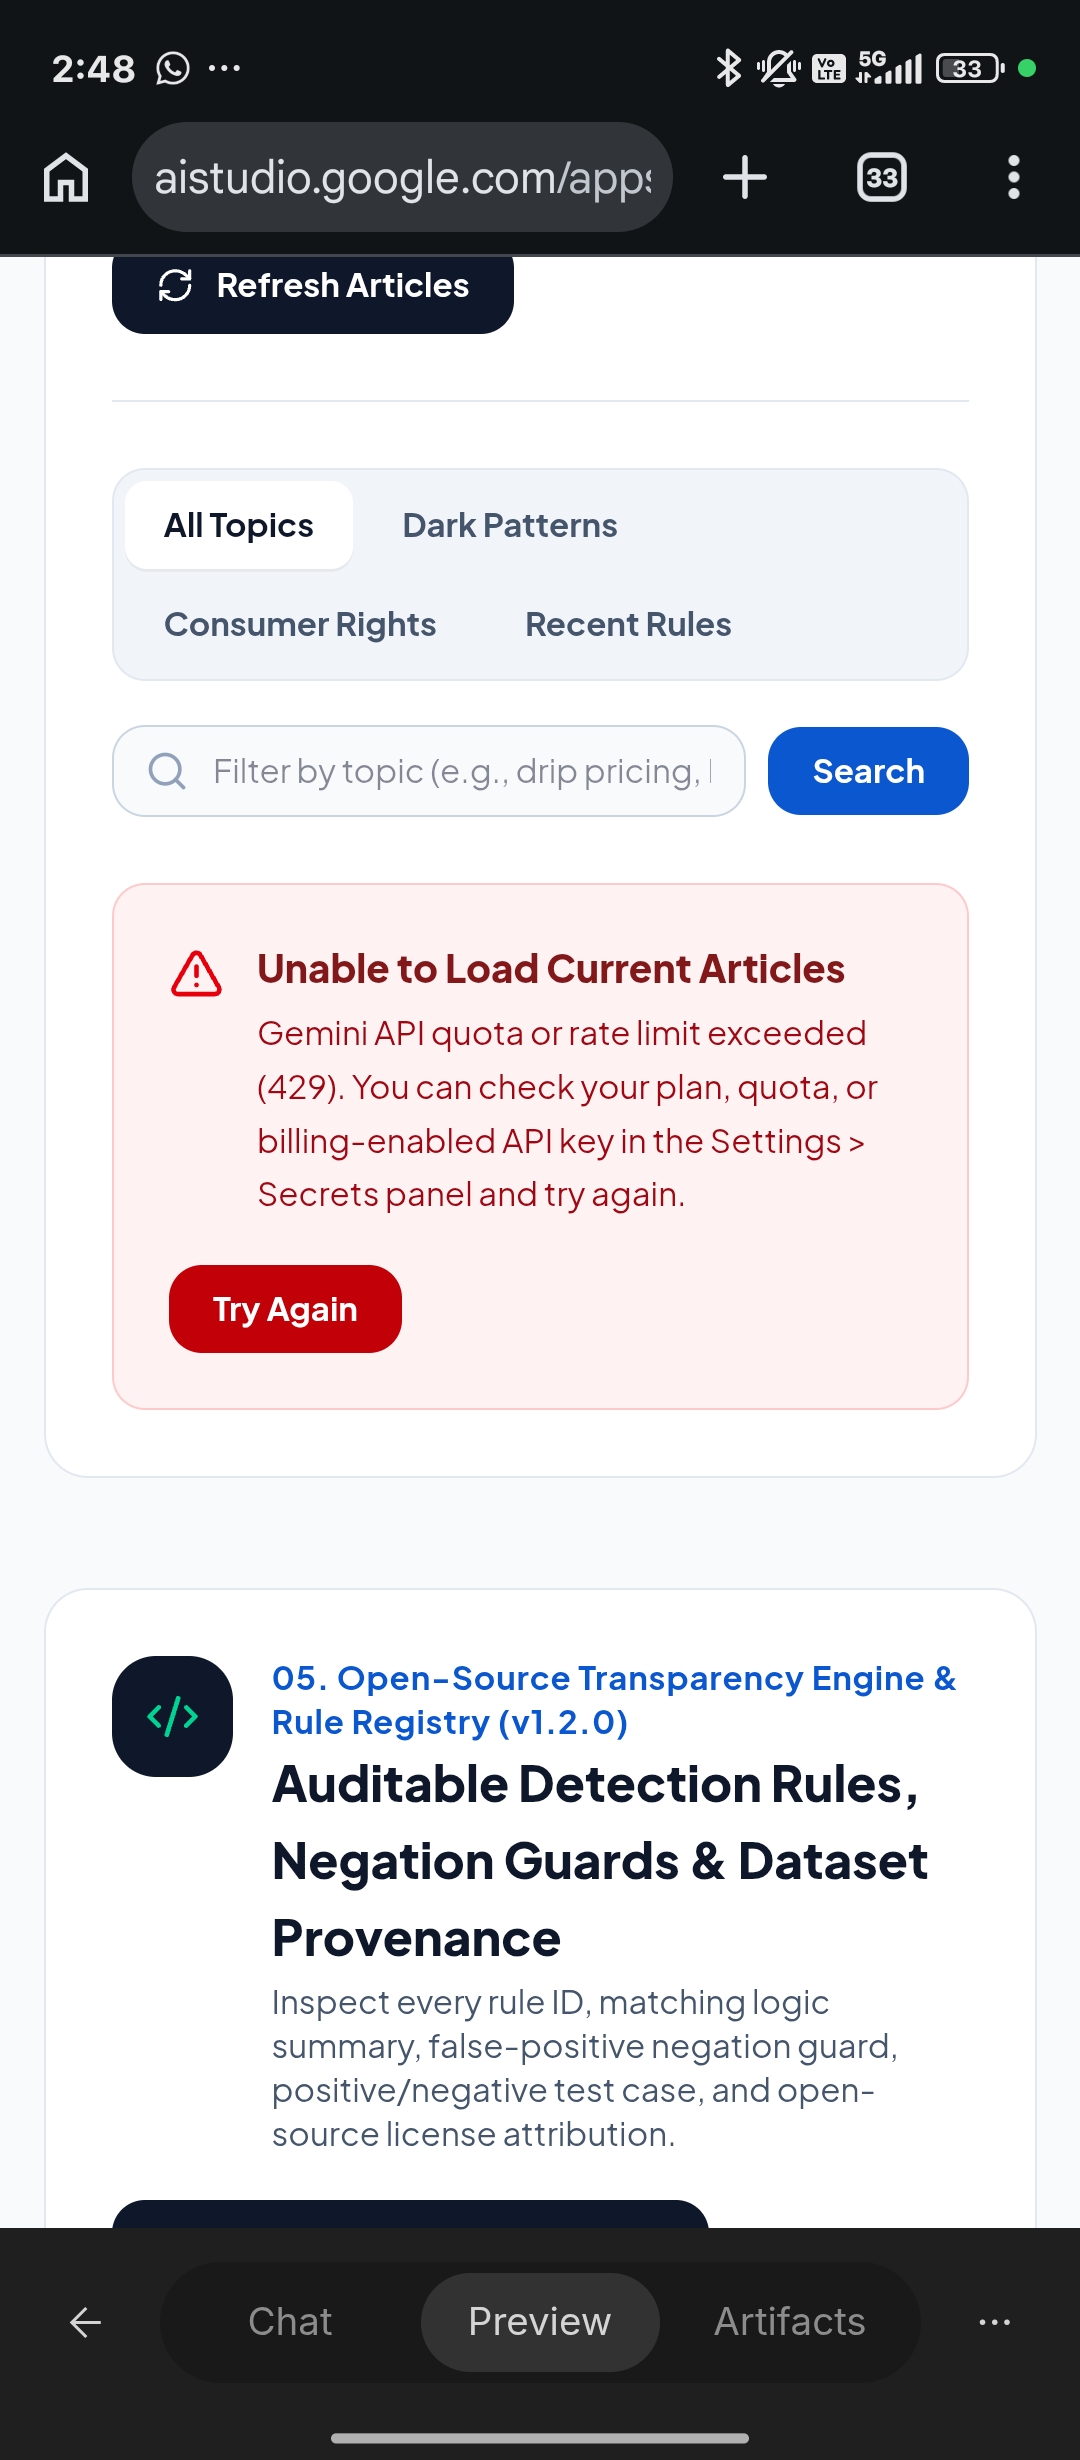 2:48
Vo LTE 5G 33
aistudio.google.com/apps
33
Refresh Articles
All Topics
Dark Patterns
Consumer Rights
Recent Rules
Filter by topic (e.g., drip pricing,
Search
Unable to Load Current Articles
Gemini API quota or rate limit exceeded
(429). You can check your plan, quota, or
billing-enabled API key in the Settings >
Secrets panel and try again.
Try Again
</>
05. Open-Source Transparency Engine &
Rule Registry (v1.2.0)
Auditable Detection Rules,
Negation Guards & Dataset
Provenance
Inspect every rule ID, matching logic
summary, false-positive negation guard,
positive/negative test case, and open-
source license attribution.
Chat
Preview
Artifacts